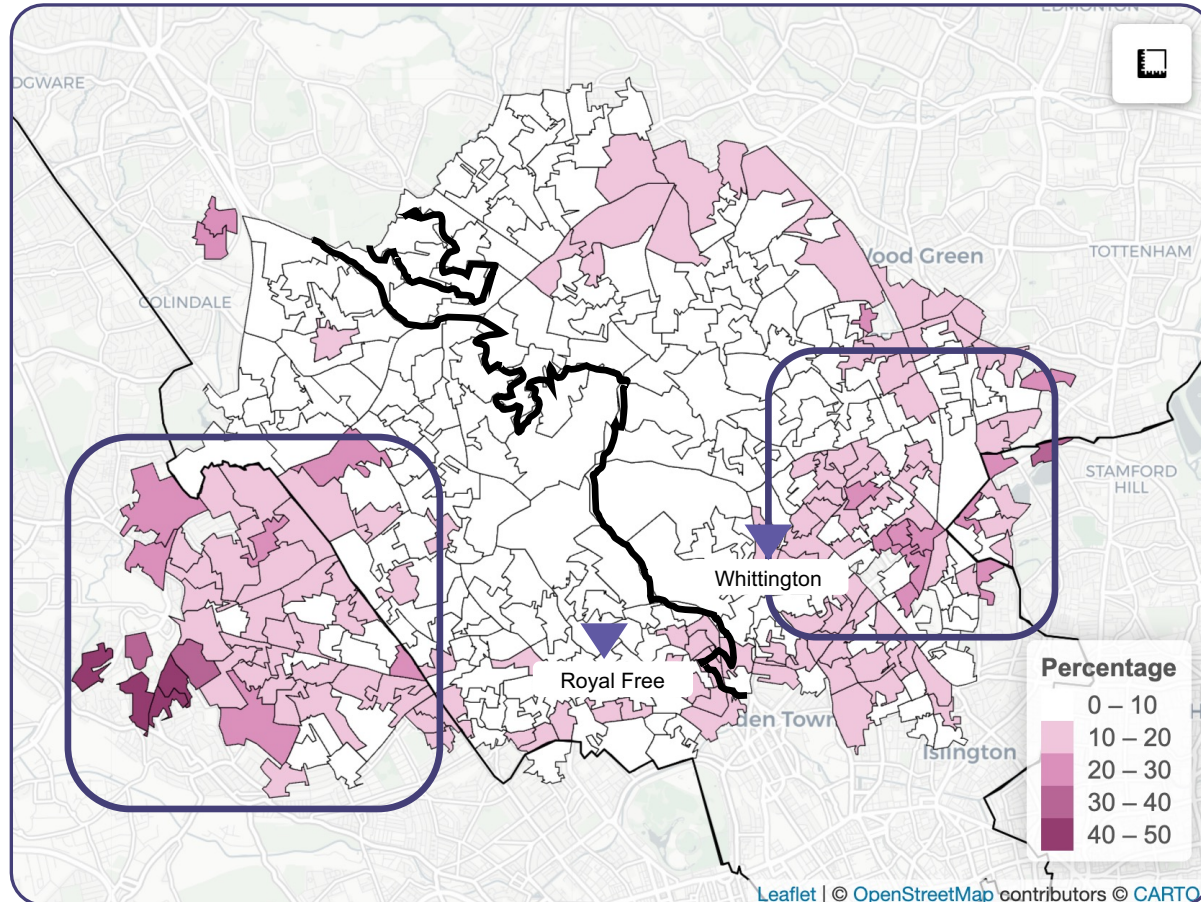 EDMONTON
DGWARE
Wood Green
TOTTENHAM
COLINDALE
STAMFORD
HILL
Whittington
Royal Free
den Town
Islington
Percentage
0 – 10
10 – 20
20 – 30
30 – 40
40 – 50
Leaflet | © OpenStreetMap contributors © CARTO